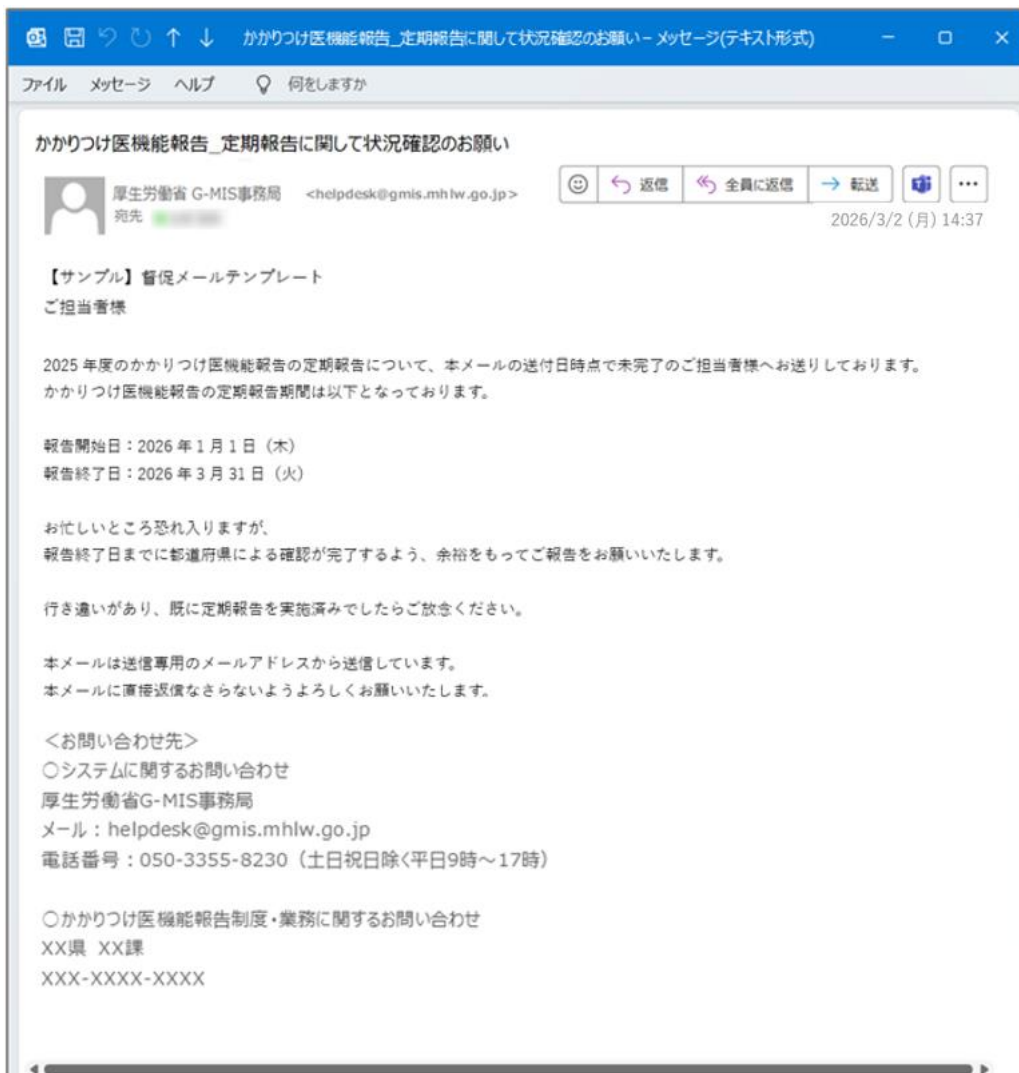 かかりつけ医機能報告_定期報告に関して状況確認のお願い – メッセージ(テキスト形式)
ファイル メッセージ ヘルプ 何をしますか
かかりつけ医機能報告_定期報告に関して状況確認のお願い
厚生労働省 G-MIS事務局 <helpdesk@gmis.mhlw.go.jp>
宛先
返信 全員に返信 転送
2026/3/2 (月) 14:37
【サンプル】督促メールテンプレート
ご担当者様
2025 年度のかかりつけ医機能報告の定期報告について、本メールの送付日時点で未完了のご担当者様へお送りしております。
かかりつけ医機能報告の定期報告期間は以下となっております。
報告開始日：2026 年 1 月 1 日（木）
報告終了日：2026 年 3 月 31 日（火）
お忙しいところ恐れ入りますが、
報告終了日までに都道府県による確認が完了するよう、余裕をもってご報告をお願いいたします。
行き違いがあり、既に定期報告を実施済みでしたらご放念ください。
本メールは送信専用のメールアドレスから送信しています。
本メールに直接返信なさらないようよろしくお願いいたします。
＜お問い合わせ先＞
○システムに関するお問い合わせ
厚生労働省G-MIS事務局
メール：helpdesk@gmis.mhlw.go.jp
電話番号：050-3355-8230（土日祝日除く平日9時～17時）
○かかりつけ医機能報告制度・業務に関するお問い合わせ
XX県 XX課
XXX-XXXX-XXXX